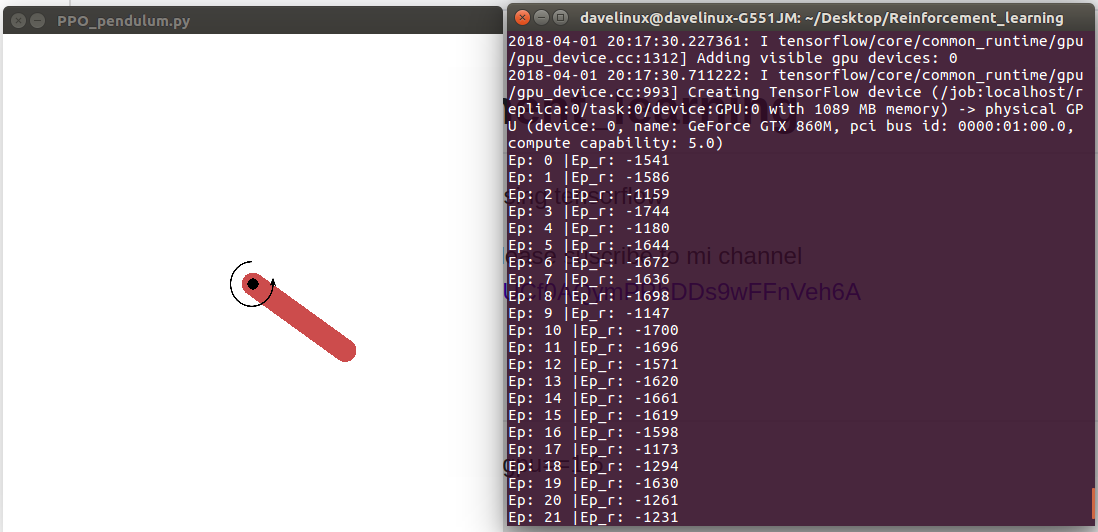 PPO_pendulum.py
davelinux@davelinux-G551JM: ~/Desktop/Reinforcement_learning
2018-04-01 20:17:30.227361: I tensorflow/core/common_runtime/gpu
/gpu_device.cc:1312] Adding visible gpu devices: 0
2018-04-01 20:17:30.711222: I tensorflow/core/common_runtime/gpu
/gpu_device.cc:993] Creating TensorFlow device (/job:localhost/r
eplica:0/task:0/device:GPU:0 with 1089 MB memory) -> physical GP
U (device: 0, name: GeForce GTX 860M, pci bus id: 0000:01:00.0,
compute capability: 5.0)
Ep: 0 |Ep_r: -1541
Ep: 1 |Ep_r: -1586
Ep: 2 |Ep_r: -1159
Ep: 3 |Ep_r: -1744
Ep: 4 |Ep_r: -1180
Ep: 5 |Ep_r: -1644
Ep: 6 |Ep_r: -1672
Ep: 7 |Ep_r: -1636
Ep: 8 |Ep_r: -1698
Ep: 9 |Ep_r: -1147
Ep: 10 |Ep_r: -1700
Ep: 11 |Ep_r: -1696
Ep: 12 |Ep_r: -1571
Ep: 13 |Ep_r: -1620
Ep: 14 |Ep_r: -1661
Ep: 15 |Ep_r: -1619
Ep: 16 |Ep_r: -1598
Ep: 17 |Ep_r: -1173
Ep: 18 |Ep_r: -1294
Ep: 19 |Ep_r: -1630
Ep: 20 |Ep_r: -1261
Ep: 21 |Ep_r: -1231
to mi channel